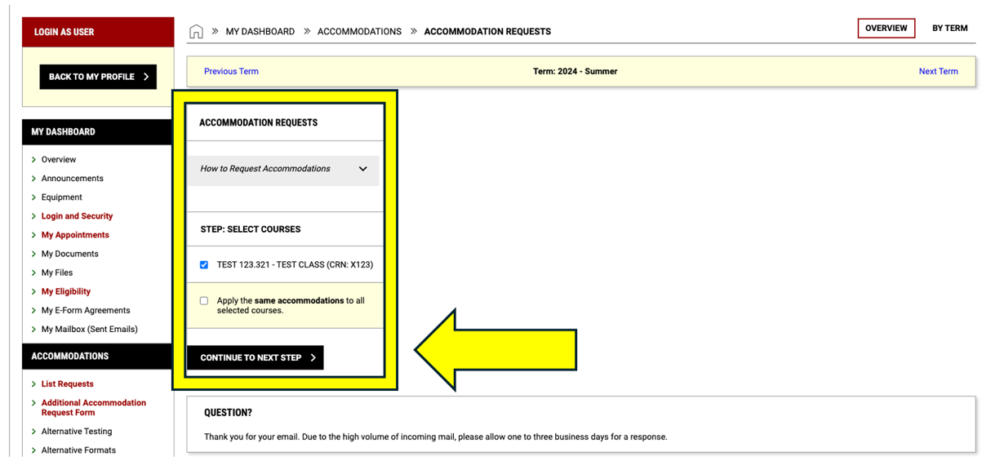 LOGIN AS USER
BACK TO MY PROFILE
MY DASHBOARD
Overview
Announcements
Equipment
Login and Security
My Appointments
My Documents
My Files
My Eligibility
My E-Form Agreements
My Mailbox (Sent Emails)
ACCOMMODATIONS
List Requests
Additional Accommodation
Request Form
Alternative Testing
Alternative Formats
» MY DASHBOARD » ACCOMMODATIONS » ACCOMMODATION REQUESTS
OVERVIEW BY TERM
Previous Term Term: 2024 - Summer Next Term
ACCOMMODATION REQUESTS
How to Request Accommodations
STEP: SELECT COURSES
TEST 123.321 - TEST CLASS (CRN: X123)
Apply the same accommodations to all
selected courses.
CONTINUE TO NEXT STEP
QUESTION?
Thank you for your email. Due to the high volume of incoming mail, please allow one to three business days for a response.